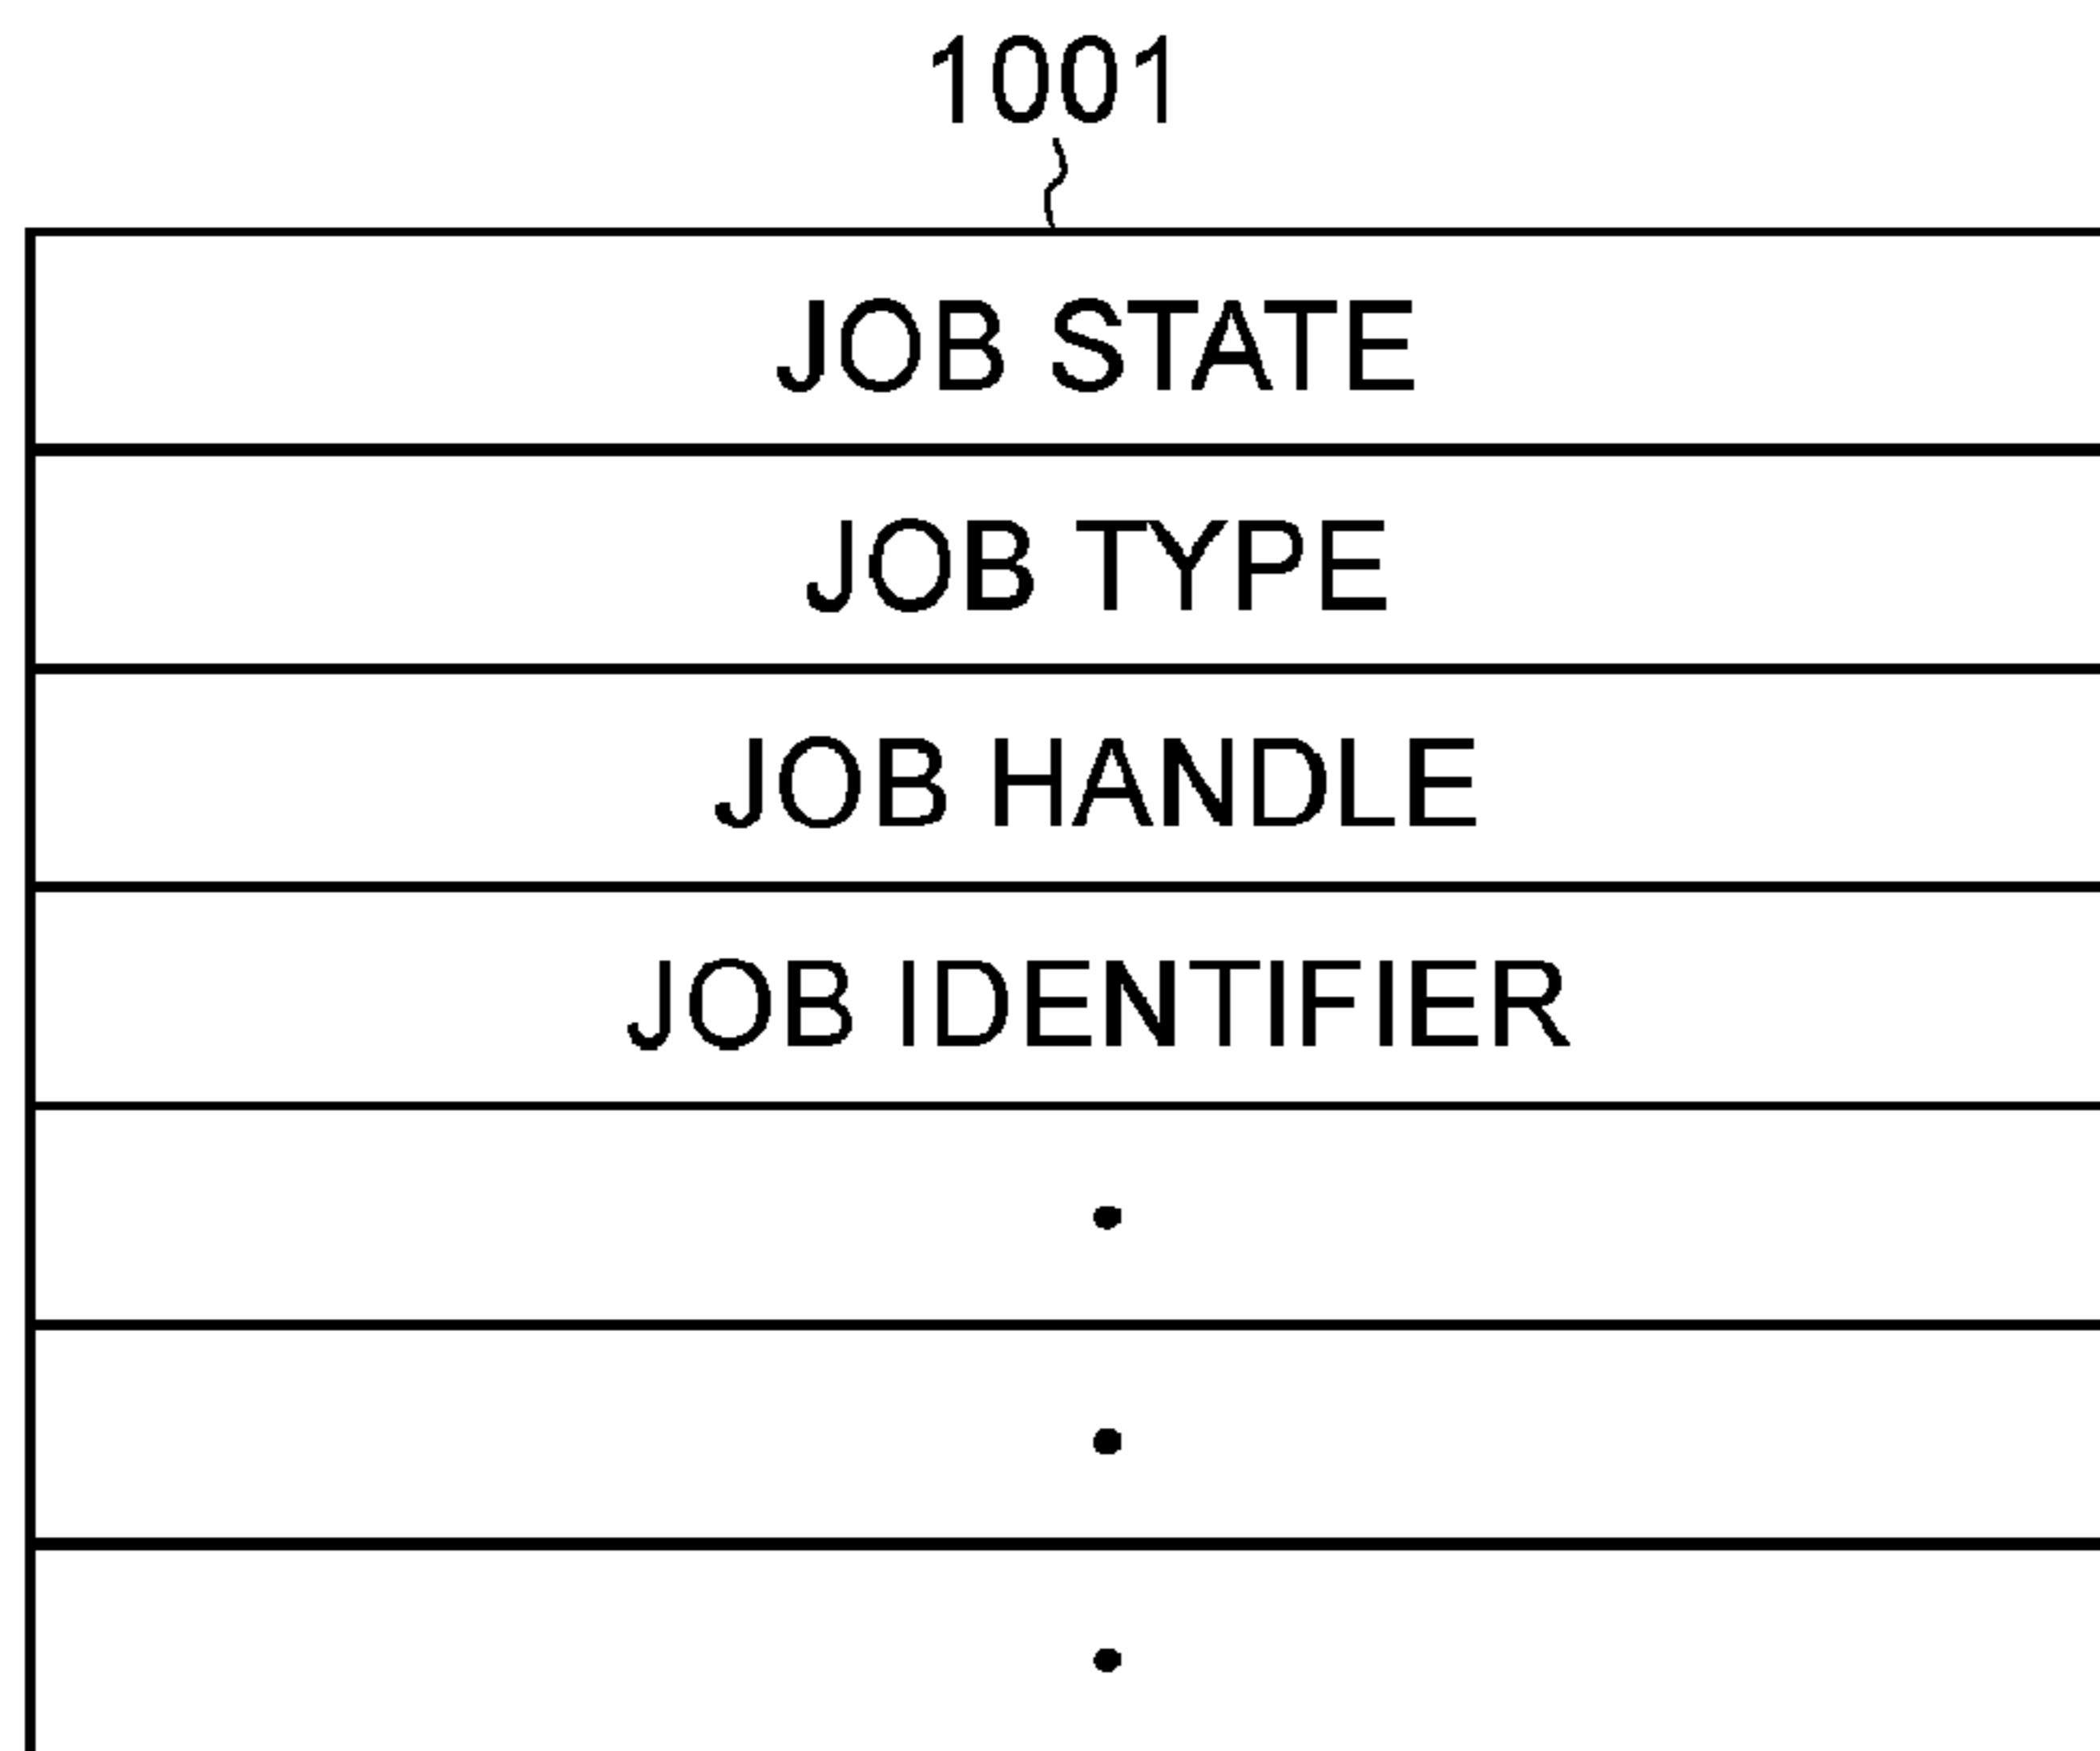 1001
JOB STATE
JOB TYPE
JOB HANDLE
JOB IDENTIFIER
•
•
•